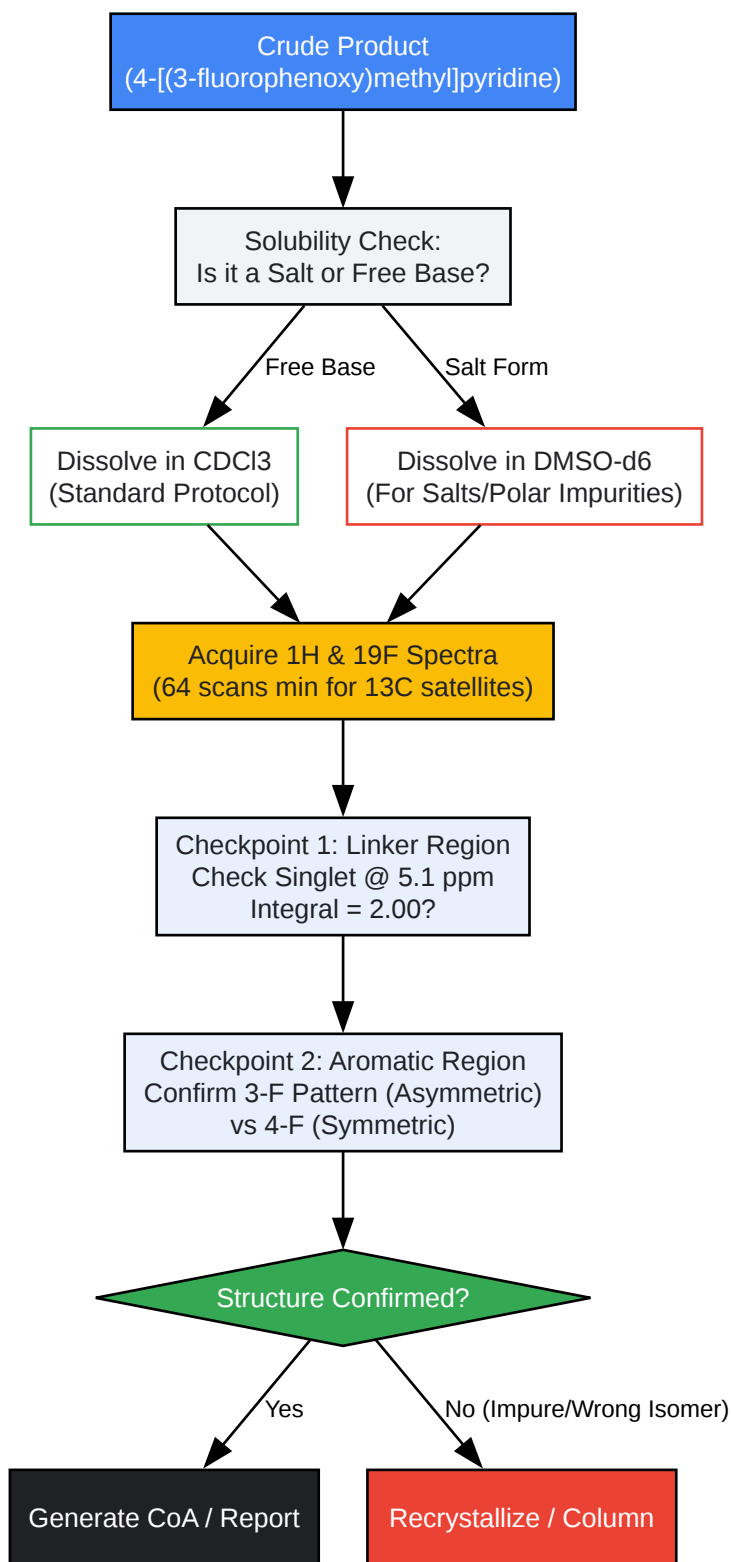 Crude Product
(4-[(3-fluorophenoxy)methyl]pyridine)
Solubility Check:
Is it a Salt or Free Base?
Free Base
Salt Form
Dissolve in CDCl3
(Standard Protocol)
Dissolve in DMSO-d6
(For Salts/Polar Impurities)
Acquire 1H & 19F Spectra
(64 scans min for 13C satellites)
Checkpoint 1: Linker Region
Check Singlet @ 5.1 ppm
Integral = 2.00?
Checkpoint 2: Aromatic Region
Confirm 3-F Pattern (Asymmetric)
vs 4-F (Symmetric)
Structure Confirmed?
Yes
No (Impure/Wrong Isomer)
Generate CoA / Report
Recrystallize / Column